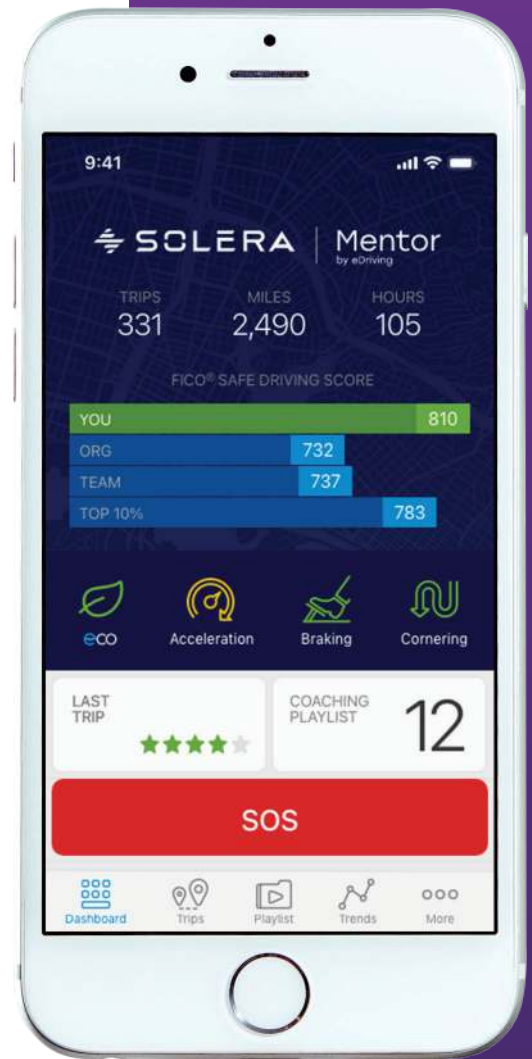 9:41
SOLERA | Mentor
by eDriving
TRIPS MILES HOURS
331 2,490 105
FICO® SAFE DRIVING SCORE
YOU 810
ORG 732
TEAM 737
TOP 10% 783
eco Acceleration Braking Cornering
LAST
TRIP
COACHING
PLAYLIST
12
SOS
Dashboard Trips Playlist Trends More